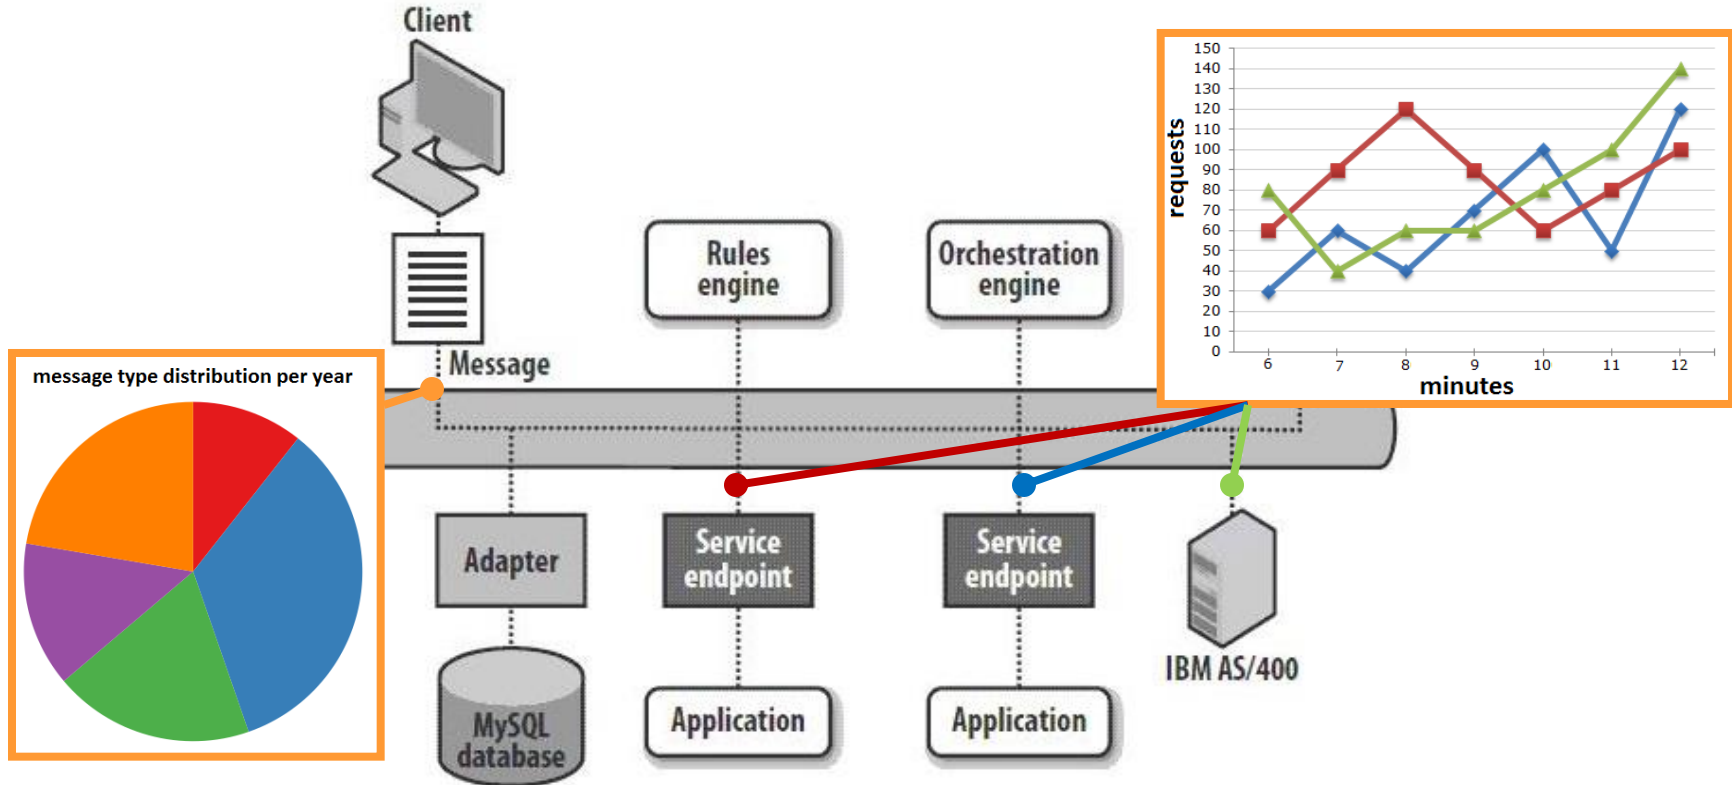 Client
Message
Rules
engine
Orchestration
engine
requests
150
140
130
120
110
100
90
80
70
60
50
40
30
20
10
0
6 7 8 9 10 11 12
minutes
message type distribution per year
Adapter
Service
endpoint
Service
endpoint
IBM AS/400
MySQL
database
Application
Application